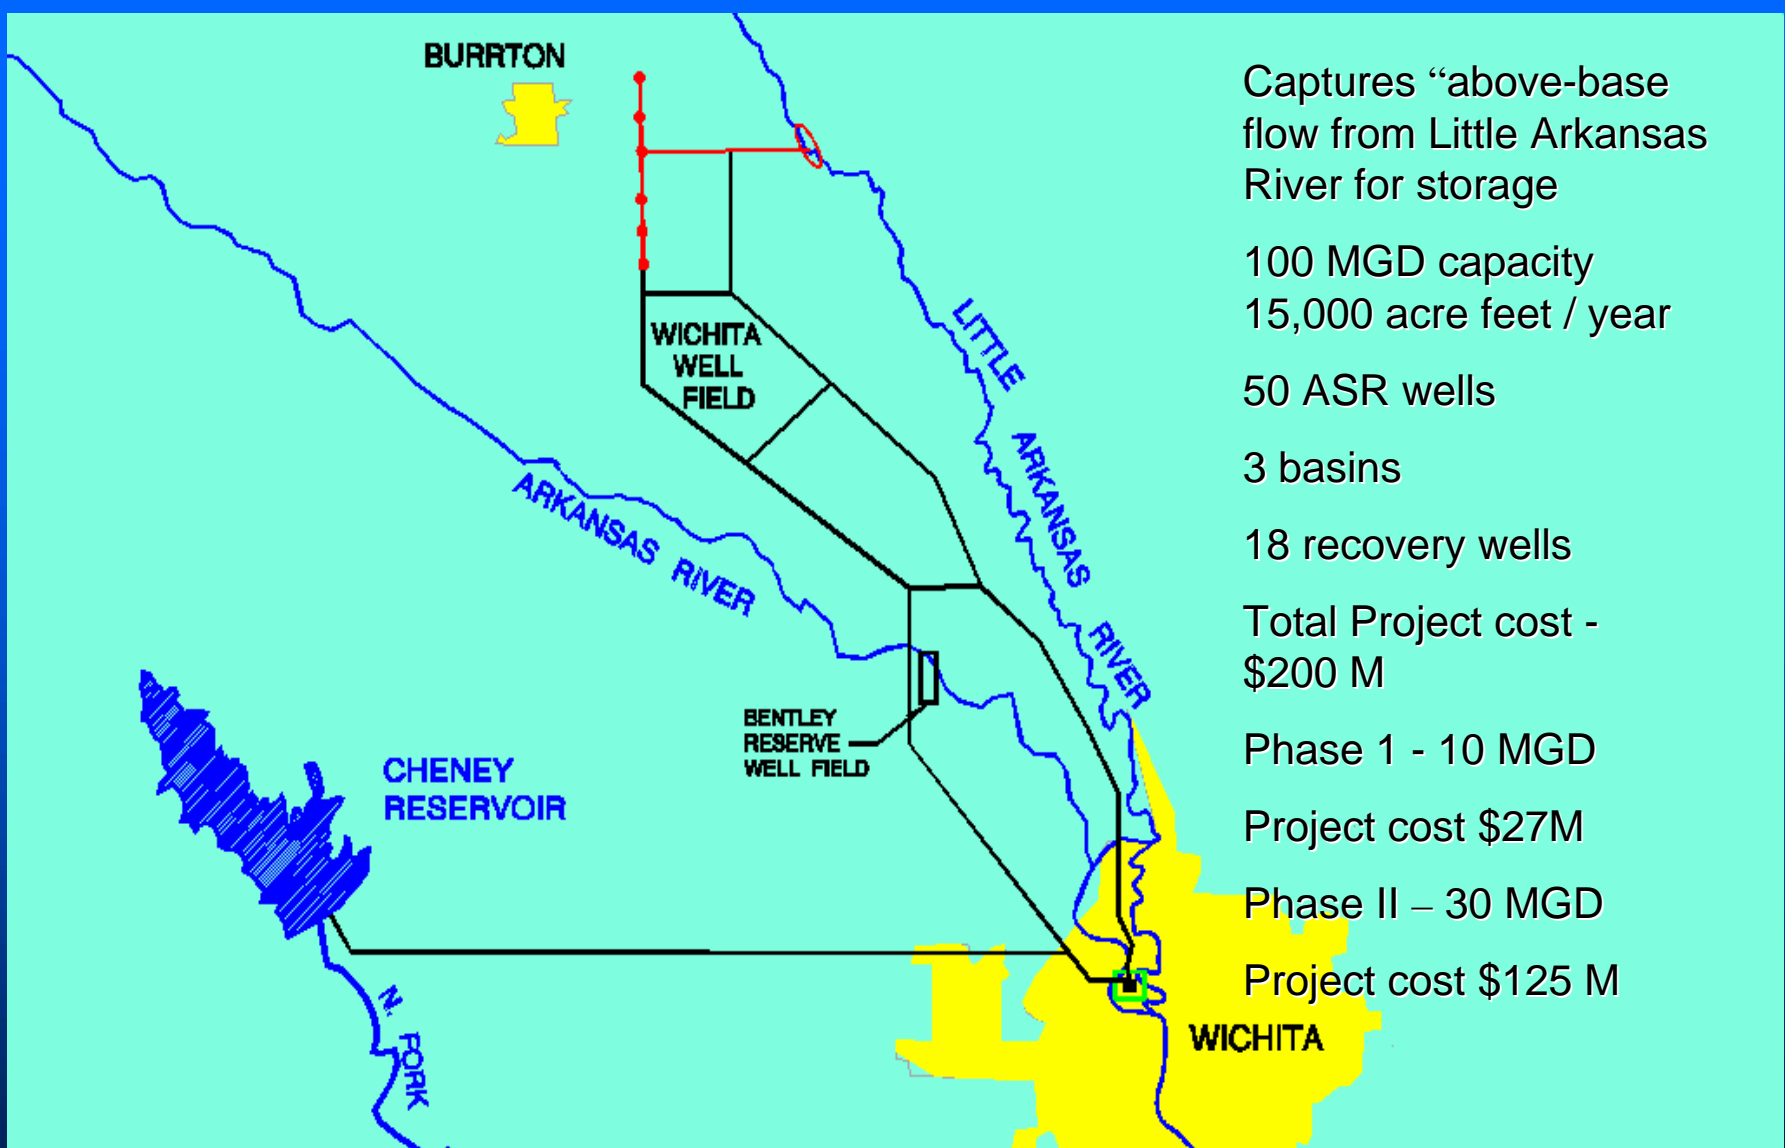 BURRTON
WICHITA
WELL
FIELD
LITTLE ARKANSAS RIVER
ARKANSAS RIVER
BENTLEY
RESERVE
WELL FIELD
CHENEY
RESERVOIR
N. FORK
WICHITA
Captures “above-base
flow from Little Arkansas
River for storage
100 MGD capacity
15,000 acre feet / year
50 ASR wells
3 basins
18 recovery wells
Total Project cost -
$200 M
Phase 1 - 10 MGD
Project cost $27M
Phase II – 30 MGD
Project cost $125 M